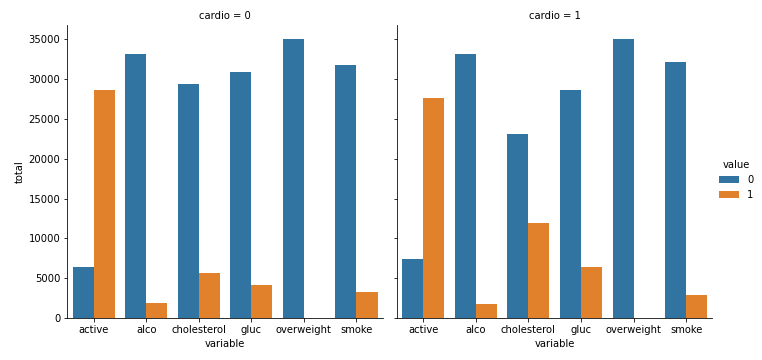 cardio = 0
cardio = 1
35000
30000
25000
20000
15000
10000
5000
0
total
active alco cholesterol gluc overweight smoke
variable
active alco cholesterol gluc overweight smoke
variable
value
0
1